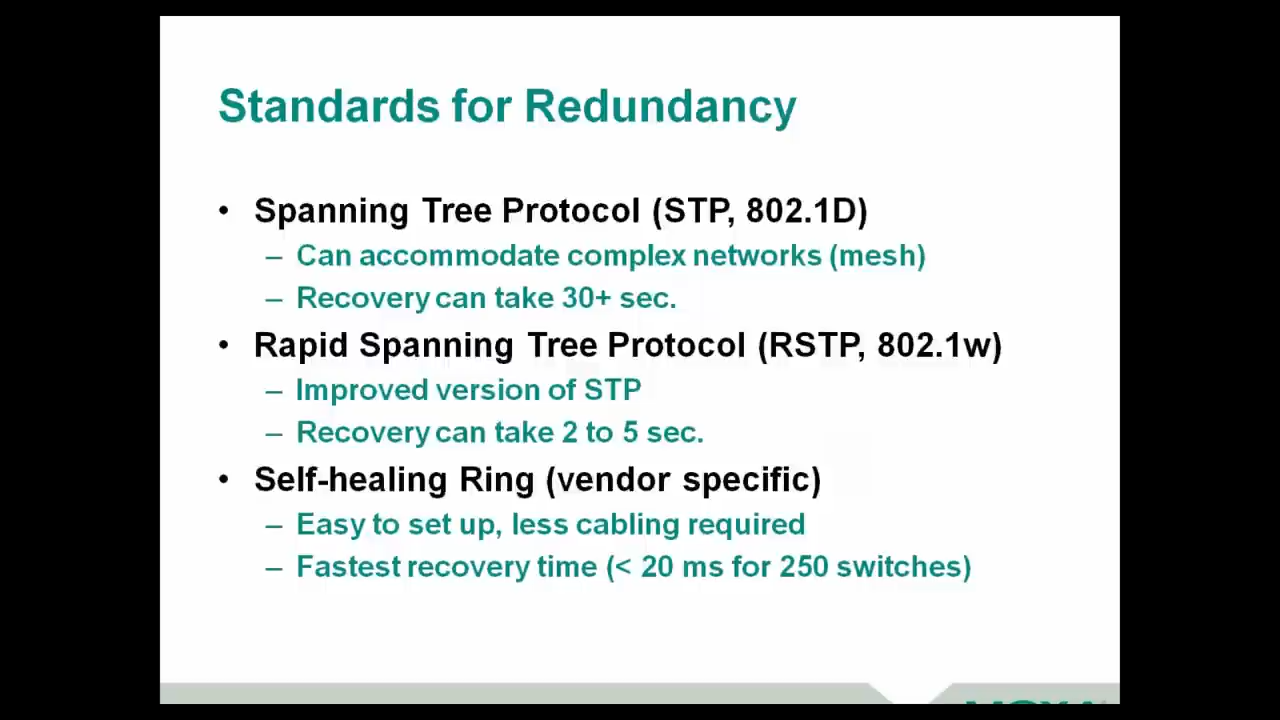 Standards for Redundancy
• Spanning Tree Protocol (STP, 802.1D)
– Can accommodate complex networks (mesh)
– Recovery can take 30+ sec.
• Rapid Spanning Tree Protocol (RSTP, 802.1w)
– Improved version of STP
– Recovery can take 2 to 5 sec.
• Self-healing Ring (vendor specific)
– Easy to set up, less cabling required
– Fastest recovery time (< 20 ms for 250 switches)